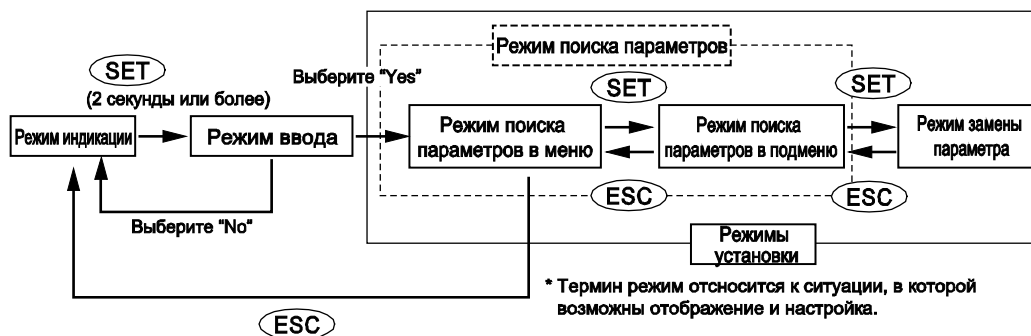 Режим поиска параметров
SET
(2 секунды или более)
Выберите "Yes"
SET
SET
Режим индикации
Режим ввода
Режим поиска
параметров в меню
Режим поиска
параметров в подменю
Режим замены
параметра
ESC
ESC
Выберите "No"
Режимы
установки
* Термин режим отсносится к ситуации, в которой
возможны отображение и настройка.
ESC